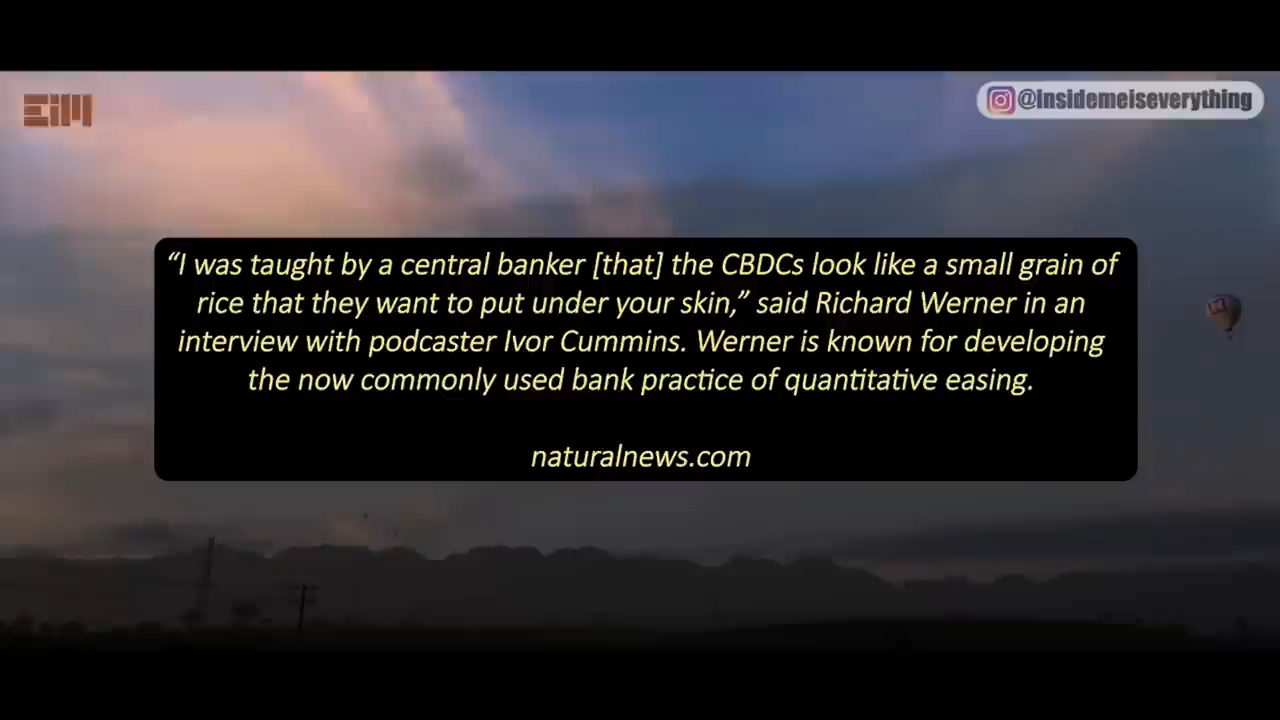 EiM
@insidemeiseverything
“I was taught by a central banker [that] the CBDCs look like a small grain of
rice that they want to put under your skin,” said Richard Werner in an
interview with podcaster Ivor Cummins. Werner is known for developing
the now commonly used bank practice of quantitative easing.
naturalnews.com